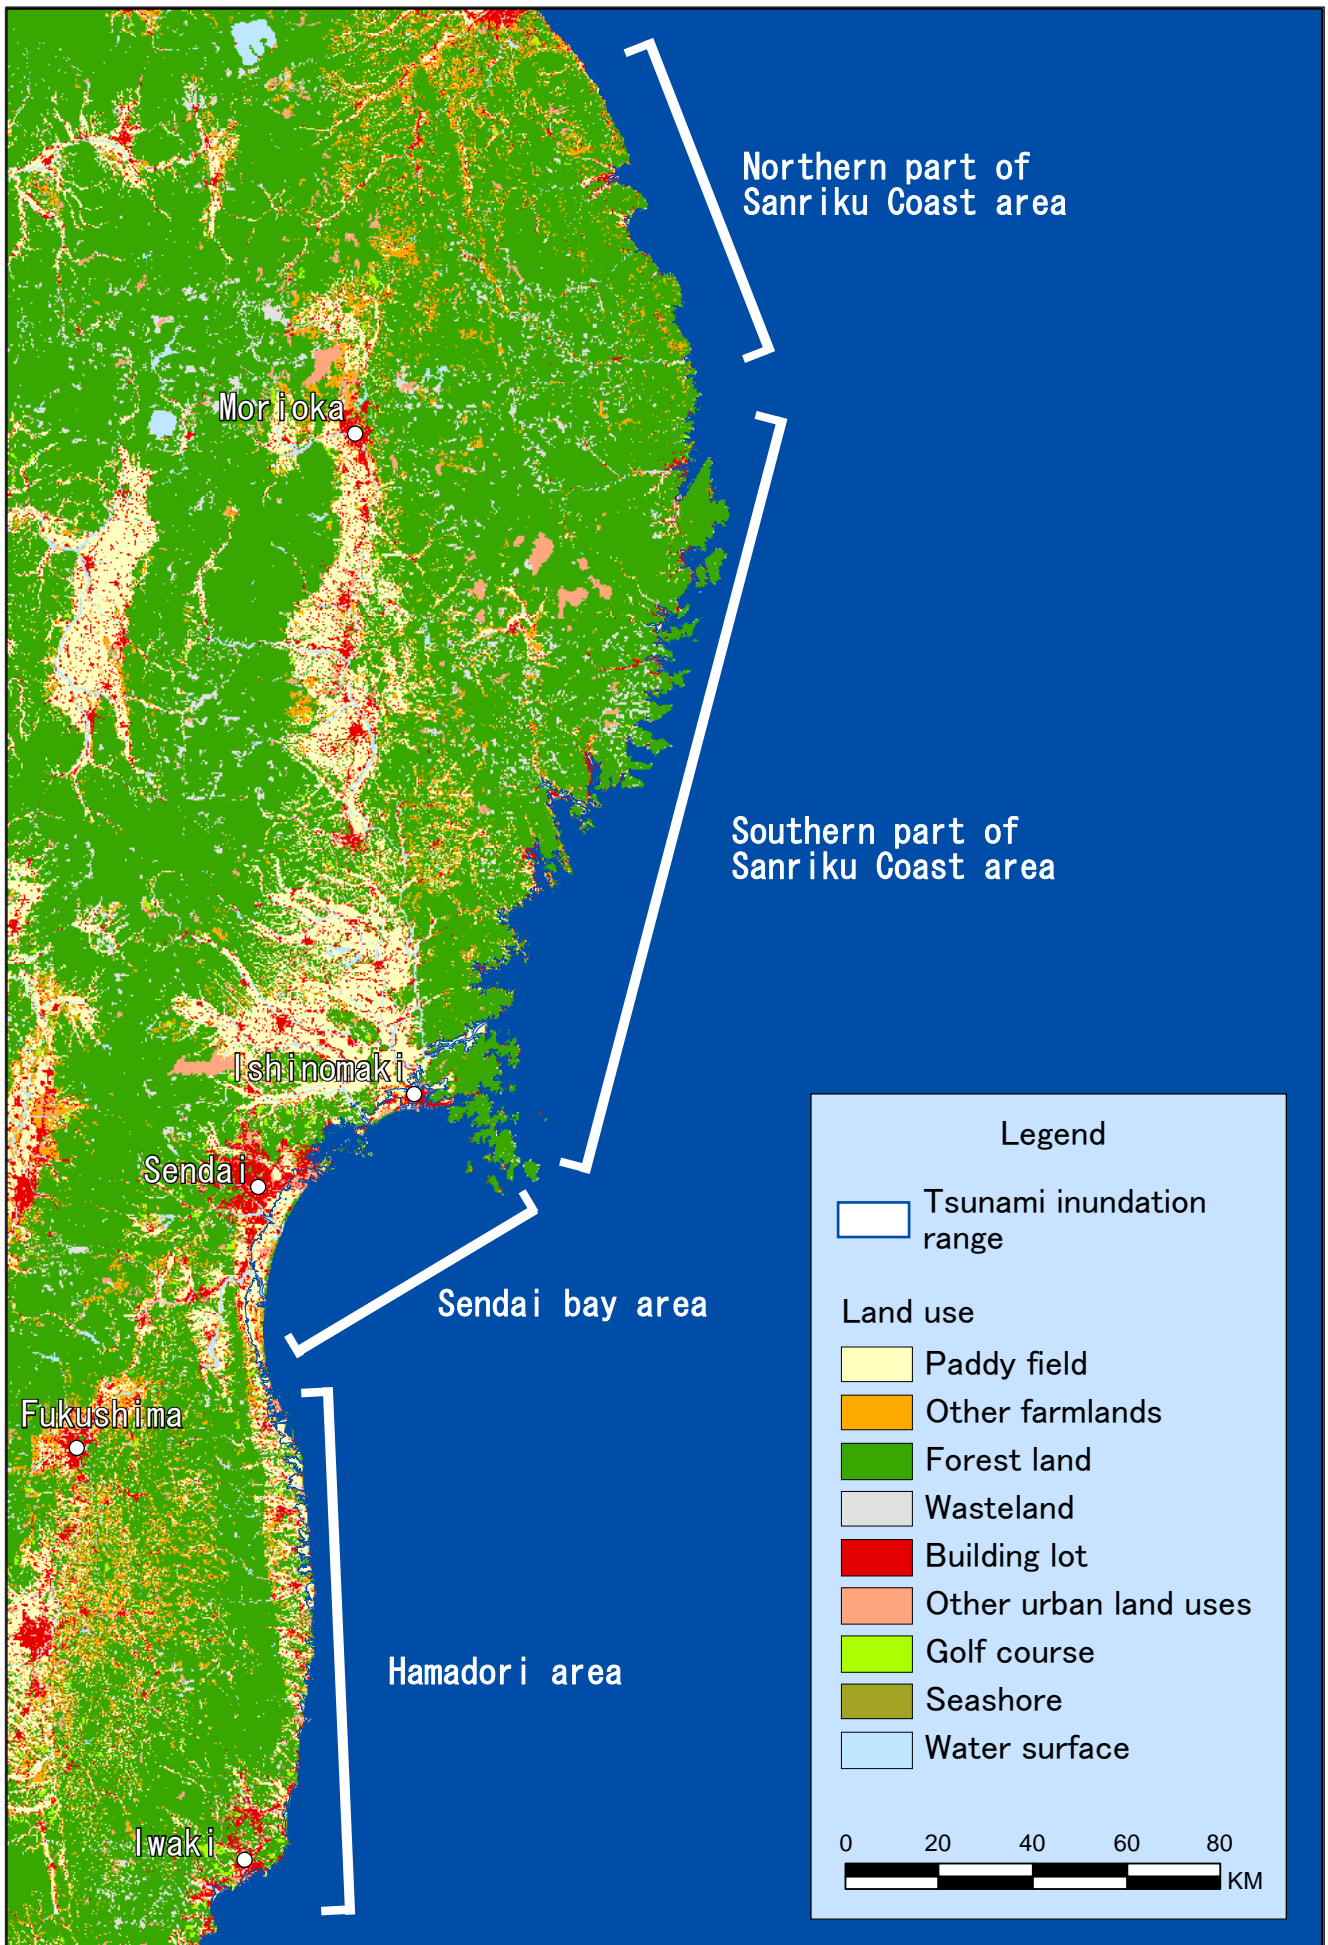 Northern part of
Sanriku Coast area
Morioka
Southern part of
Sanriku Coast area
Ishinomaki
Sendai
Sendai bay area
Fukushima
Hamadori area
Iwaki
Legend
Tsunami inundation
range
Land use
Paddy field
Other farmlands
Forest land
Wasteland
Building lot
Other urban land uses
Golf course
Seashore
Water surface
0 20 40 60 80
KM